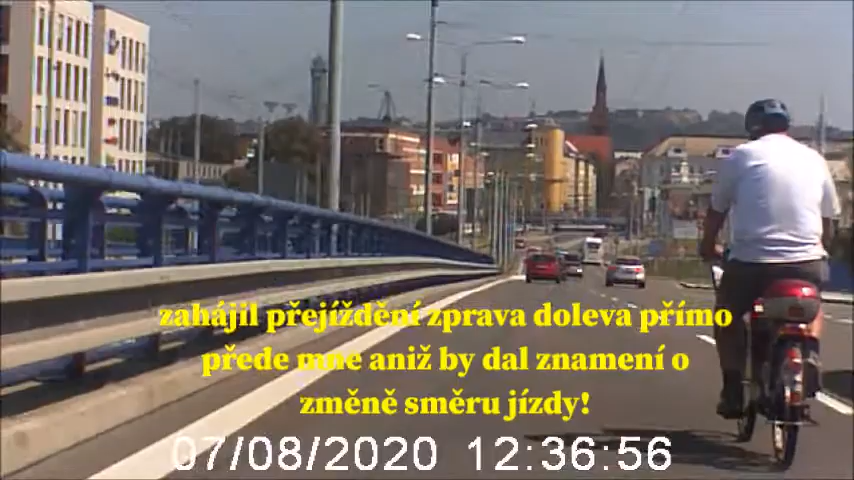 zahájil přejíždění zprava doleva přímo
přede mne aniž by dal znamení o
změně směru jízdy!
07/08/2020 12:36:56